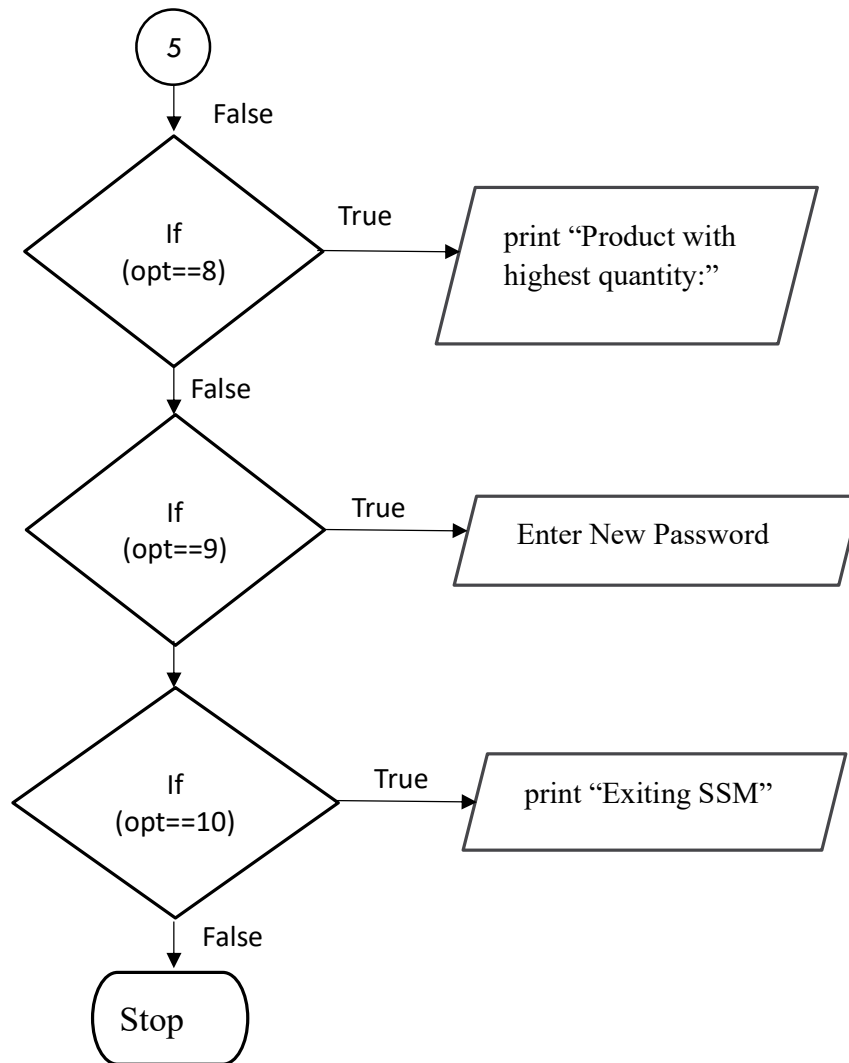 5
False
If
(opt==8)
True
print “Product with
highest quantity:”
False
If
(opt==9)
True
Enter New Password
If
(opt==10)
True
print “Exiting SSM”
False
Stop